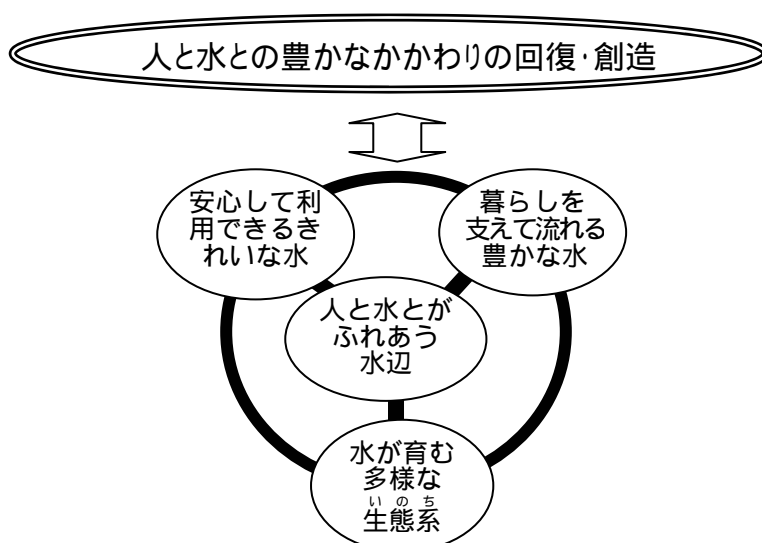 人と水との豊かなかかわりの回復・創造
安心して利
用できるき
れいな水
暮らしを
支えて流れる
豊かな水
人と水とが
ふれあう
水辺
水が育む
多様な
いのち
生態系